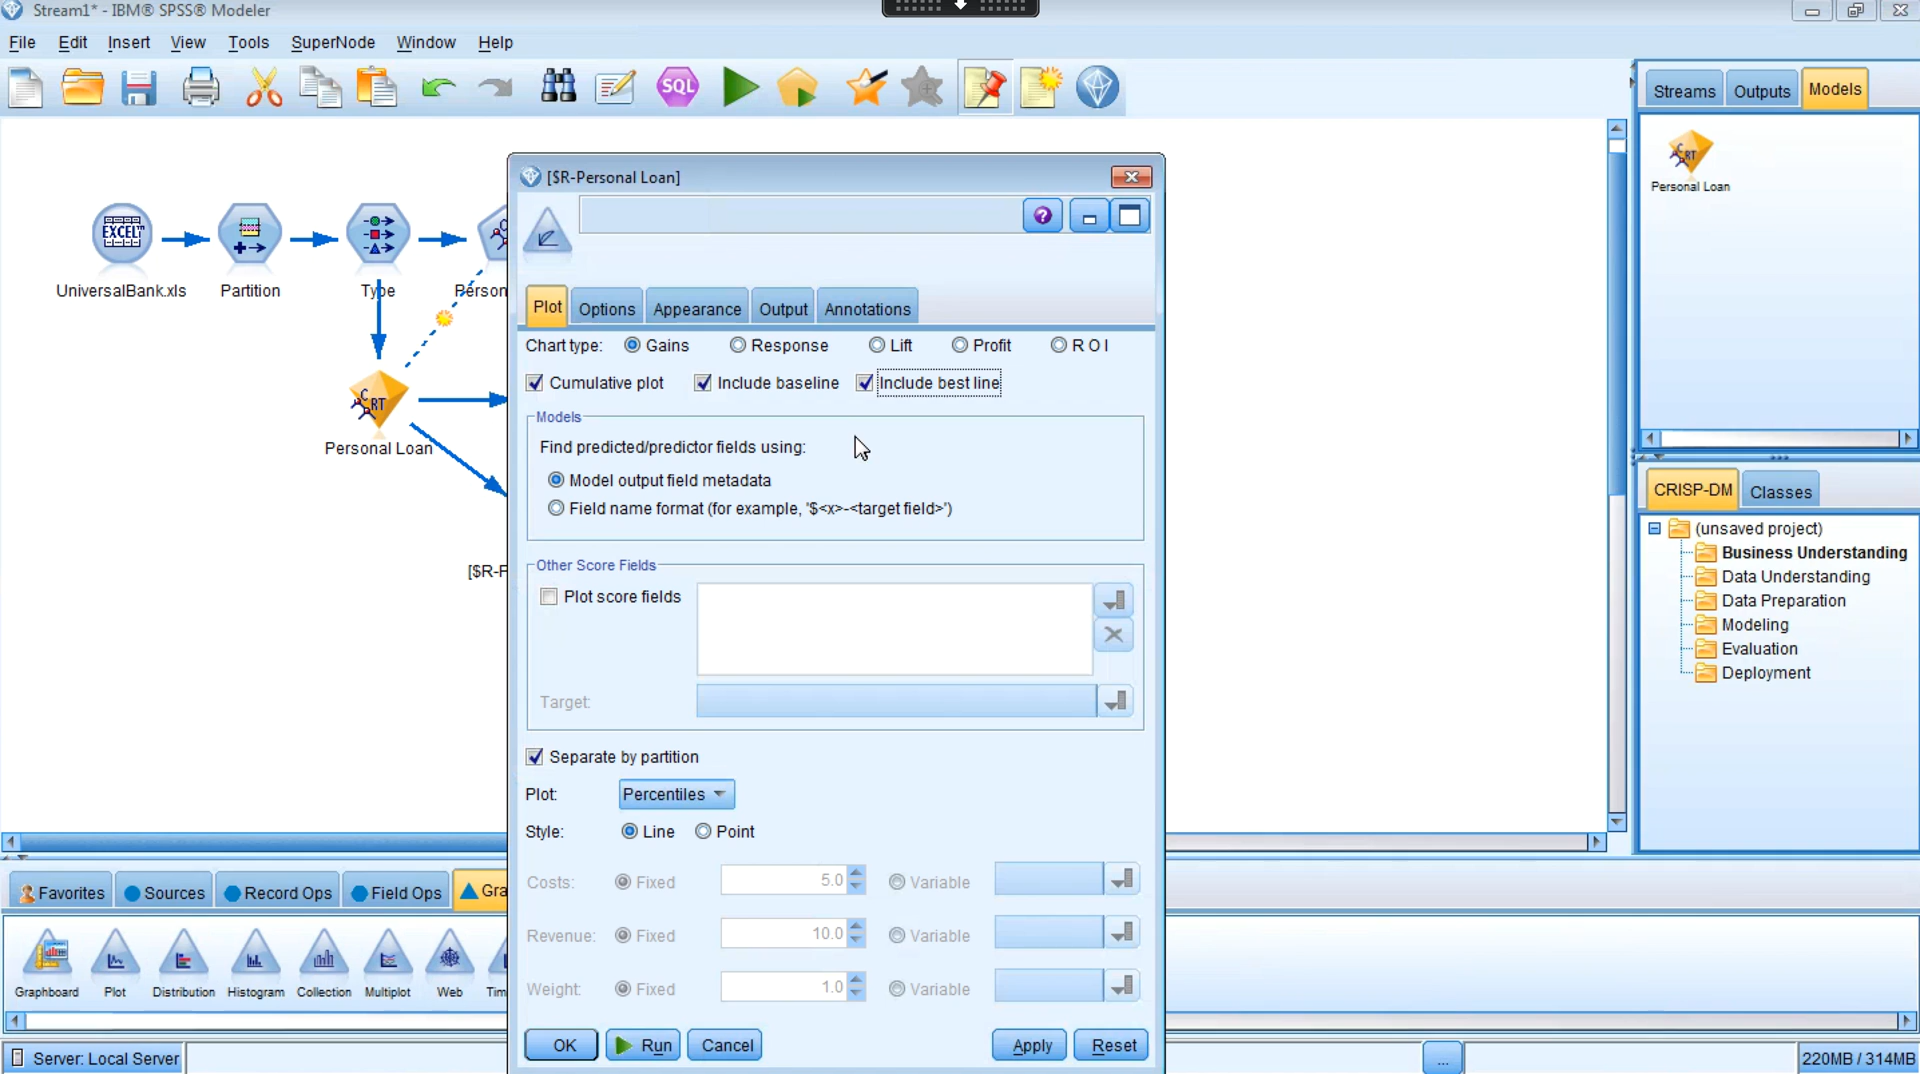 Stream1* - IBM® SPSS® Modeler
File Edit Insert View Tools SuperNode Window Help
SQL
Streams Outputs Models
CRT
Personal Loan
EXCEL
UniversalBank.xls Partition Type Person
CRT
Personal Loan
[$R-P
[$R-Personal Loan]
Plot Options Appearance Output Annotations
Chart type: Gains Response Lift Profit R O I
Cumulative plot Include baseline Include best line
Models
Find predicted/predictor fields using:
Model output field metadata
Field name format (for example, '$<x>-<target field>')
Other Score Fields
Plot score fields
Target:
Separate by partition
Plot: Percentiles
Style: Line Point
Costs: Fixed 5.0 Variable
Revenue: Fixed 10.0 Variable
Weight: Fixed 1.0 Variable
OK Run Cancel Apply Reset
CRISP-DM Classes
(unsaved project)
Business Understanding
Data Understanding
Data Preparation
Modeling
Evaluation
Deployment
Favorites Sources Record Ops Field Ops Gra
Graphboard Plot Distribution Histogram Collection Multiplot Web Tim
Server: Local Server
... 220MB / 314MB